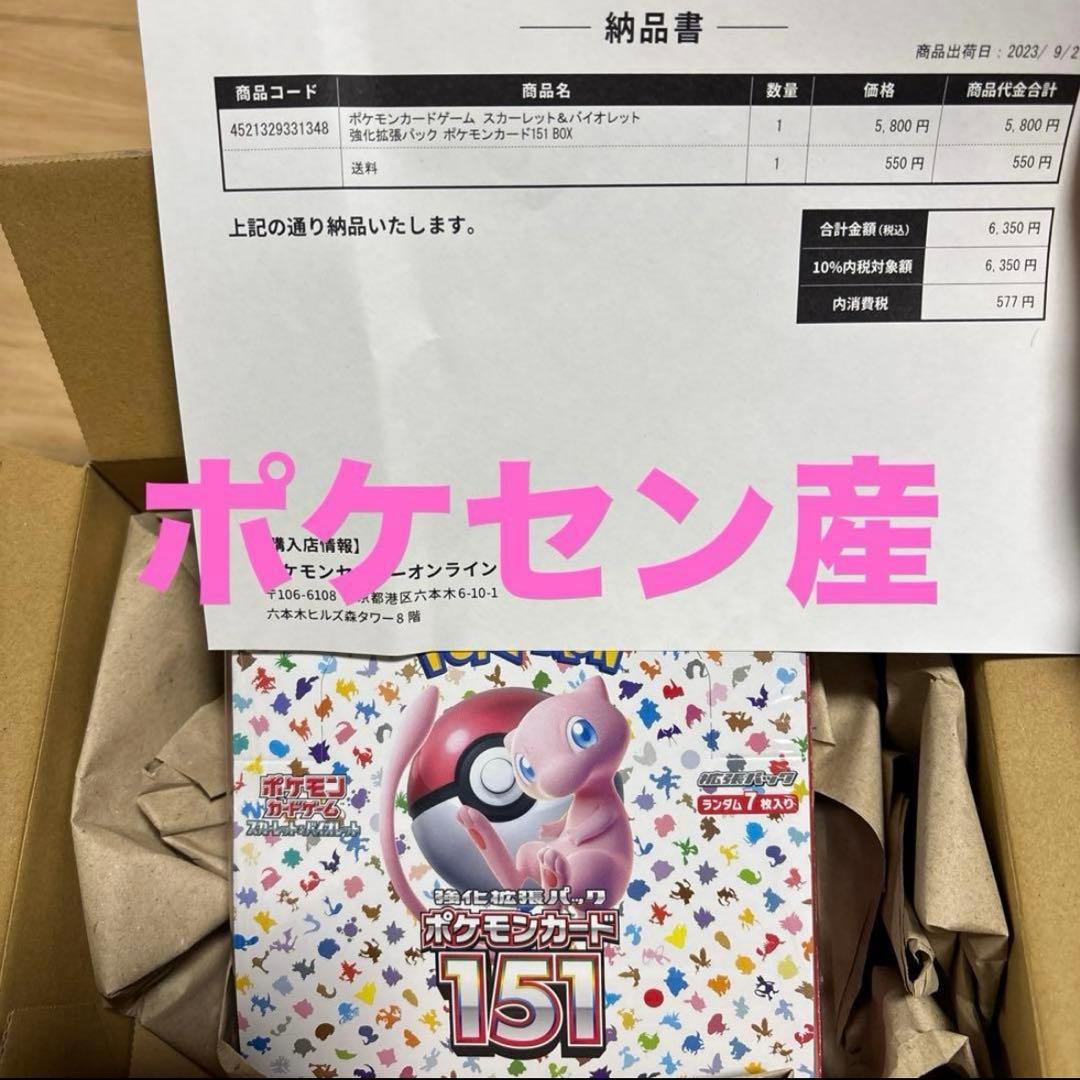 納品書
商品出荷日：2023/ 9/2
商品コード 商品名 数量 価格 商品代金合計
4521329331348 ポケモンカードゲーム スカーレット&バイオレット 1 5,800円 5,800円
強化拡張パック ポケモンカード151 BOX
送料 1 550円 550円
上記の通り納品いたします。
合計金額(税込) 6,350円
10%内税対象額 6,350円
内消費税 577円
ポケセン産
購入店情報】
〒106-6108 京都港区六本木6-10-1
六本木ヒルズ森タワー8階
ポケモン
カードゲーム
スカーレット&バイオレット
拡張パック
ランダム7枚入り
強化拡張パック
ポケモンカード
151